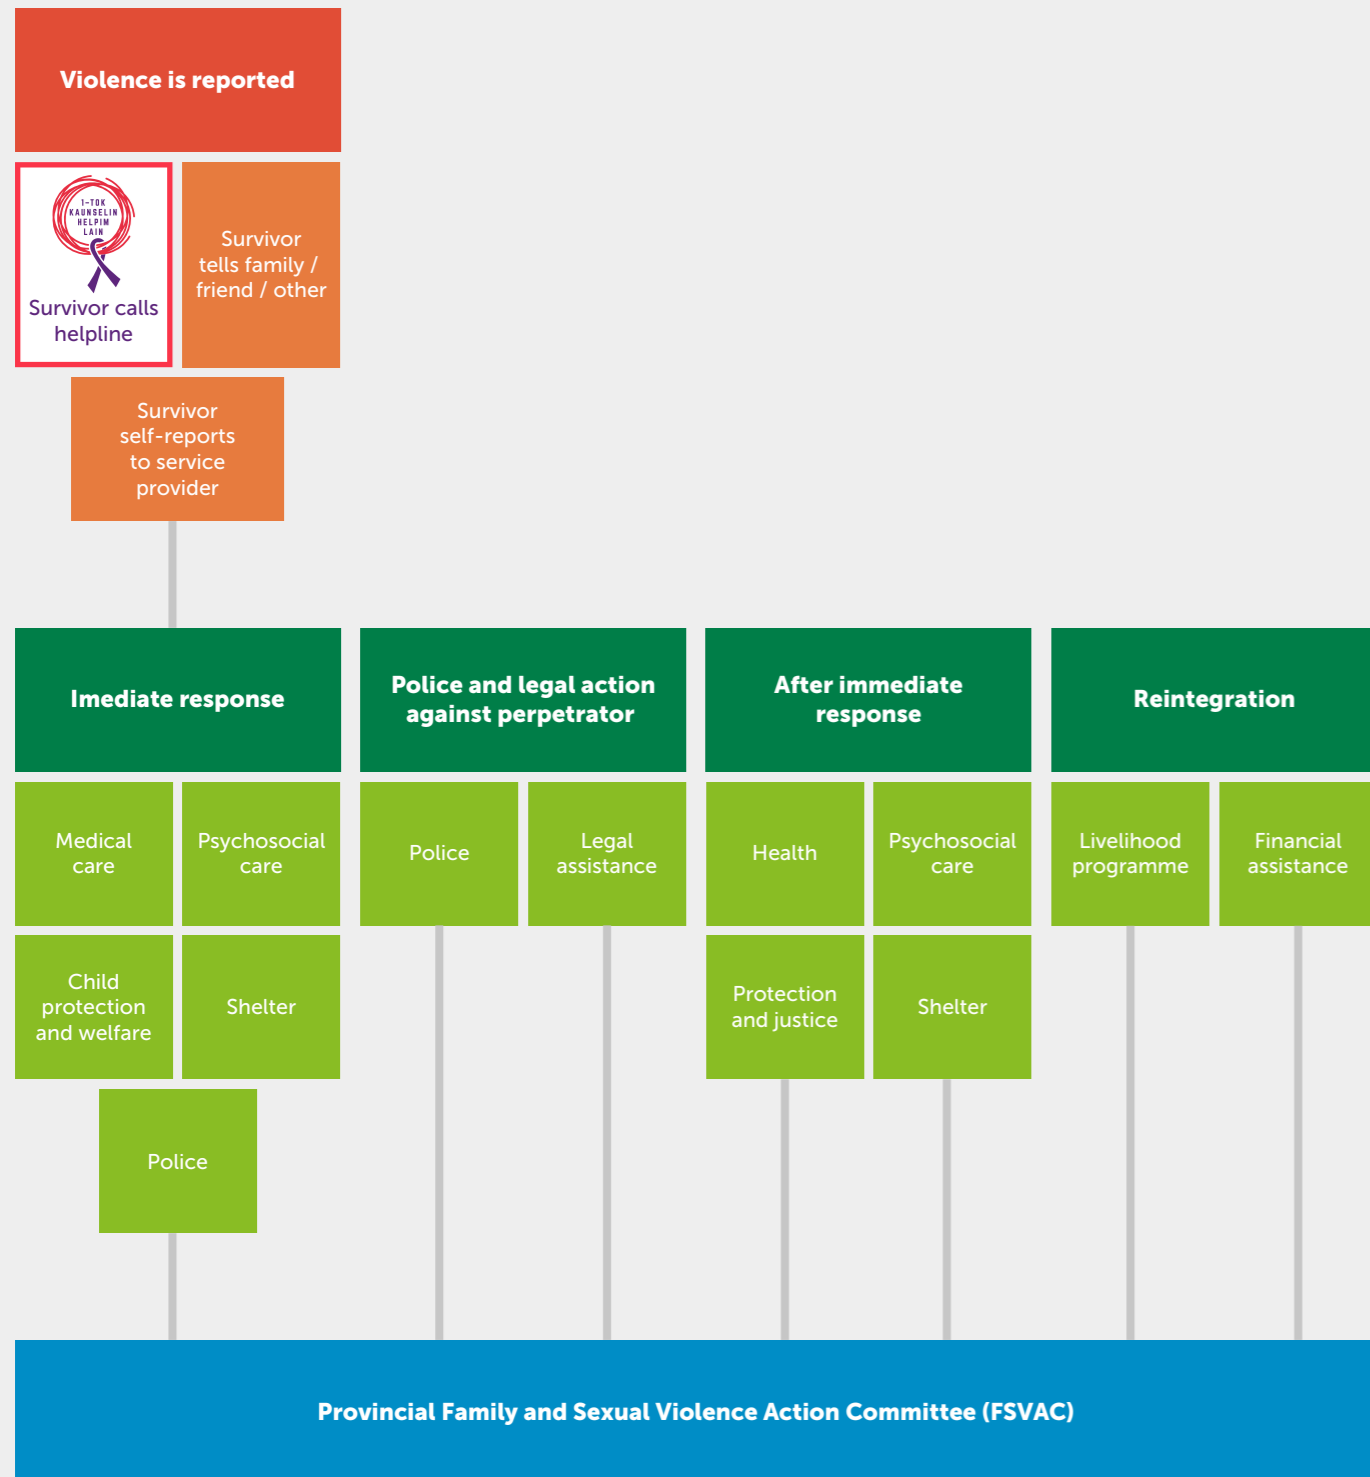 Violence is reported
1-TOK
KAUNSELIN
HELPIM
LAIN
Survivor calls
helpline
Survivor
tells family /
friend / other
Survivor
self-reports
to service
provider
Imediate response
Police and legal action
against perpetrator
After immediate
response
Reintegration
Medical
care
Psychosocial
care
Police
Legal
assistance
Health
Psychosocial
care
Livelihood
programme
Financial
assistance
Child
protection
and welfare
Shelter
Protection
and justice
Shelter
Police
Provincial Family and Sexual Violence Action Committee (FSVAC)